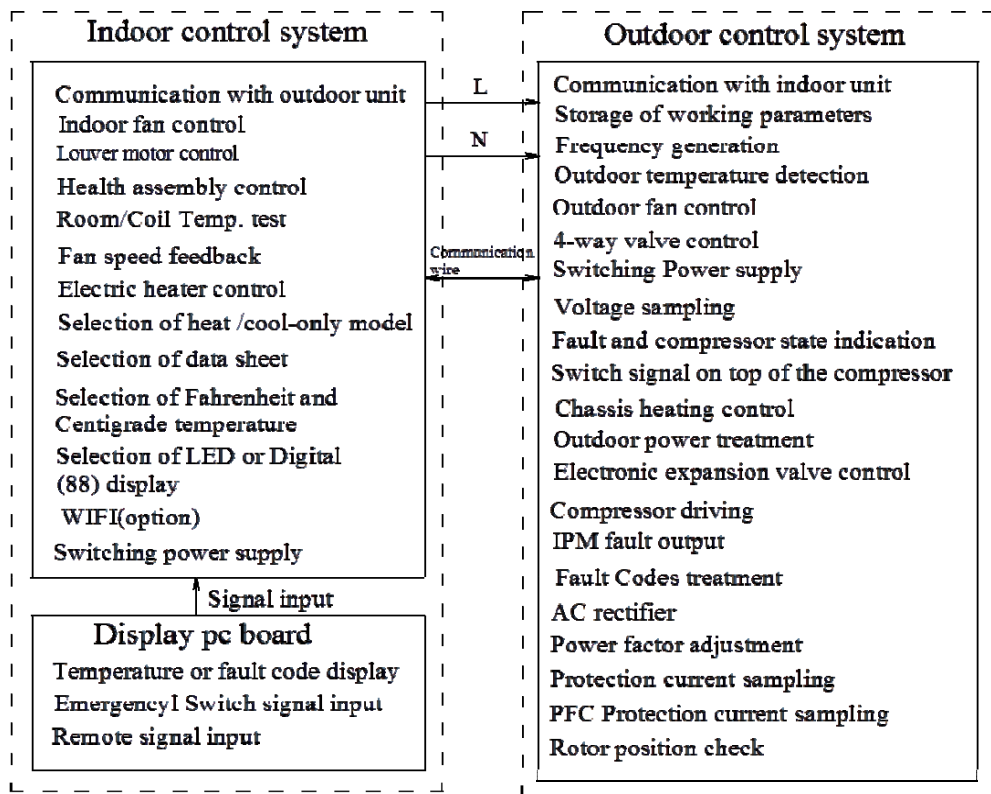 Indoor control system
Communication with outdoor unit
Indoor fan control
Louver motor control
Health assembly control
Room/Coil Temp. test
Fan speed feedback
Electric heater control
Selection of heat /cool-only model
Selection of data sheet
Selection of Fahrenheit and
Centigrade temperature
Selection of LED or Digital
(88) display
WIFI(option)
Switching power supply
Signal input
Display pc board
Temperature or fault code display
EmergencyI Switch signal input
Remote signal input
L
N
Communication
wire
Outdoor control system
Communication with indoor unit
Storage of working parameters
Frequency generation
Outdoor temperature detection
Outdoor fan control
4-way valve control
Switching Power supply
Voltage sampling
Fault and compressor state indication
Switch signal on top of the compressor
Chassis heating control
Outdoor power treatment
Electronic expansion valve control
Compressor driving
IPM fault output
Fault Codes treatment
AC rectifier
Power factor adjustment
Protection current sampling
PFC Protection current sampling
Rotor position check